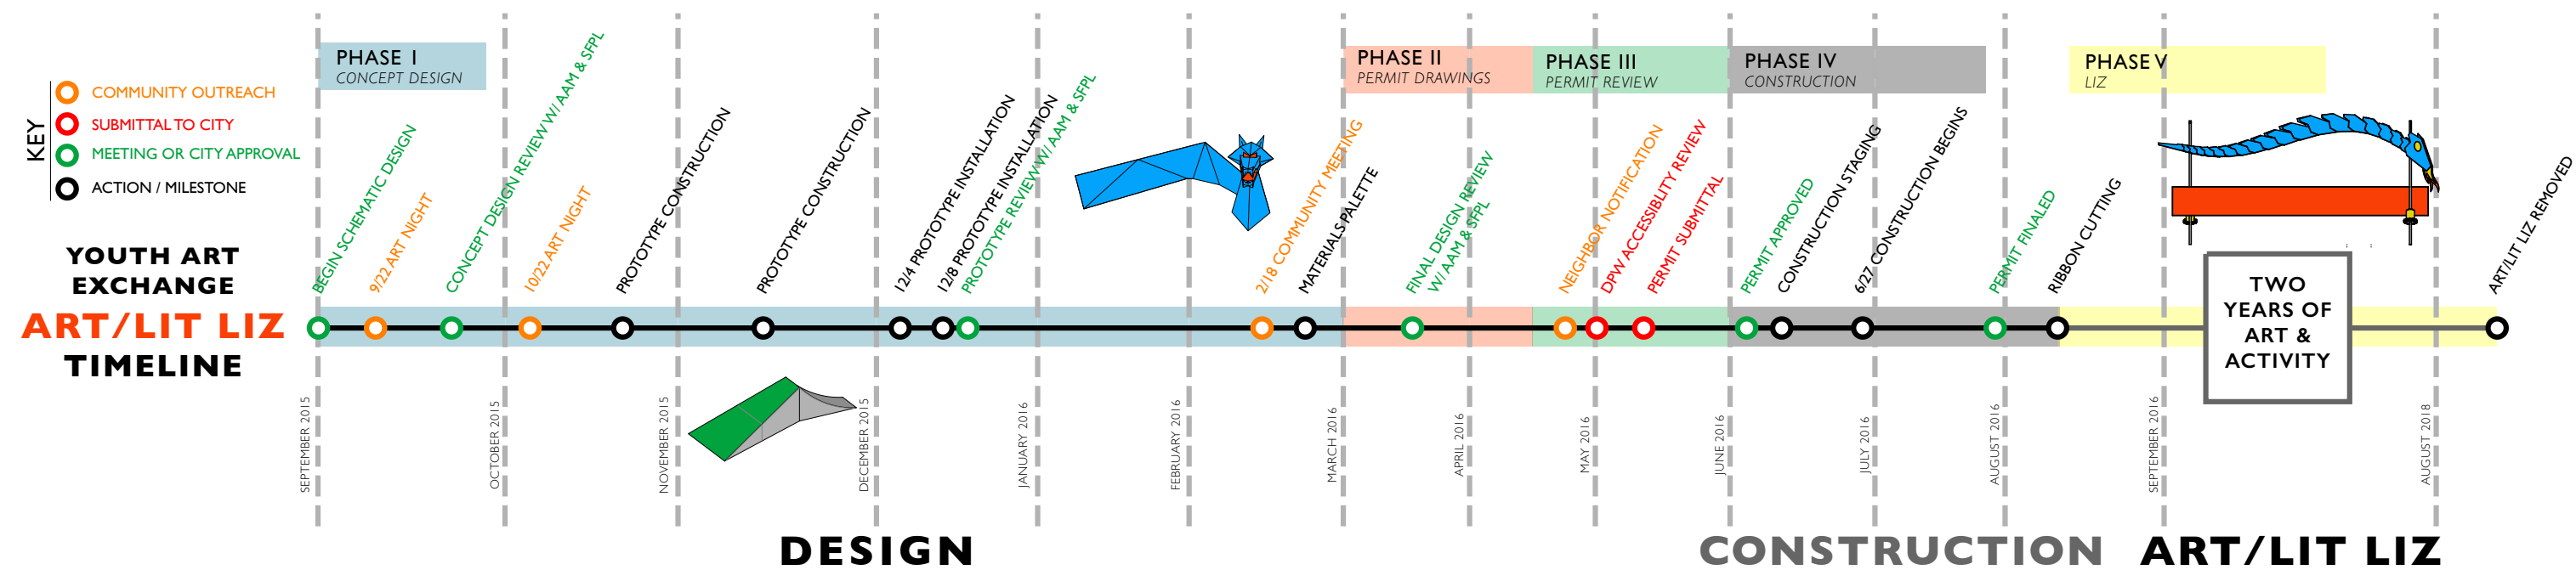 PHASE I
CONCEPT DESIGN
PHASE II
PERMIT DRAWINGS
PHASE III
PERMIT REVIEW
PHASE IV
CONSTRUCTION
PHASE V
LIZ
KEY
COMMUNITY OUTREACH
SUBMITTAL TO CITY
MEETING OR CITY APPROVAL
ACTION / MILESTONE
YOUTH ART
EXCHANGE
ART/LIT LIZ
TIMELINE
BEGIN SCHEMATIC DESIGN
9/22 ART NIGHT
CONCEPT DESIGN REVIEW W/ AAM & SFPL
10/22 ART NIGHT
PROTOTYPE CONSTRUCTION
PROTOTYPE CONSTRUCTION
12/4 PROTOTYPE INSTALLATION
12/8 PROTOTYPE INSTALLATION
PROTOTYPE REVIEW W/ AAM & SFPL
2/18 COMMUNITY MEETING
MATERIALS PALETTE
FINAL DESIGN REVIEW
W/ AAM & SFPL
NEIGHBOR NOTIFICATION
DPW ACCESSIBLITY REVIEW
PERMIT SUBMITTAL
PERMIT APPROVED
CONSTRUCTION STAGING
6/27 CONSTRUCTION BEGINS
PERMIT FINALED
RIBBON CUTTING
ART/LIT LIZ REMOVED
TWO
YEARS OF
ART &
ACTIVITY
SEPTEMBER 2015
OCTOBER 2015
NOVEMBER 2015
DECEMBER 2015
JANUARY 2016
FEBRUARY 2016
MARCH 2016
APRIL 2016
MAY 2016
JUNE 2016
JULY 2016
AUGUST 2016
SEPTEMBER 2016
AUGUST 2018
DESIGN
CONSTRUCTION
ART/LIT LIZ